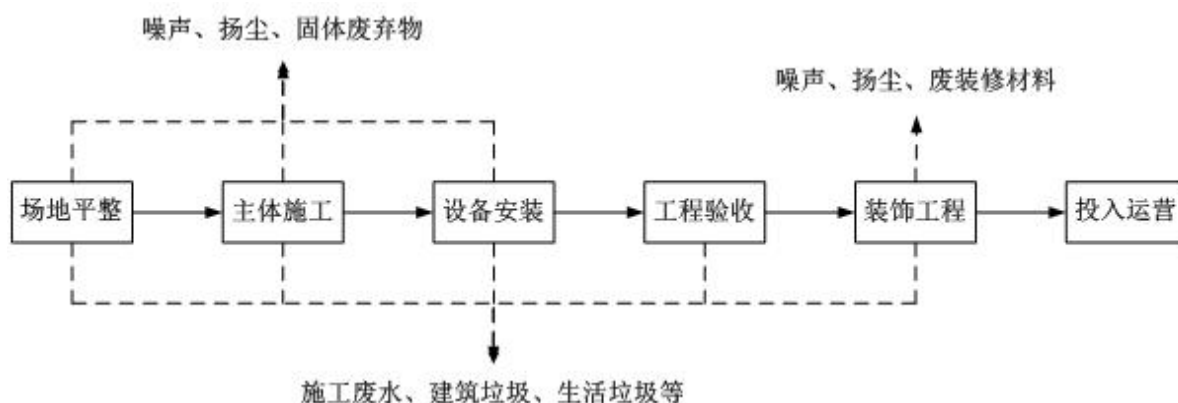 噪声、扬尘、固体废弃物
噪声、扬尘、废装修材料
场地平整
主体施工
设备安装
工程验收
装饰工程
投入运营
施工废水、建筑垃圾、生活垃圾等